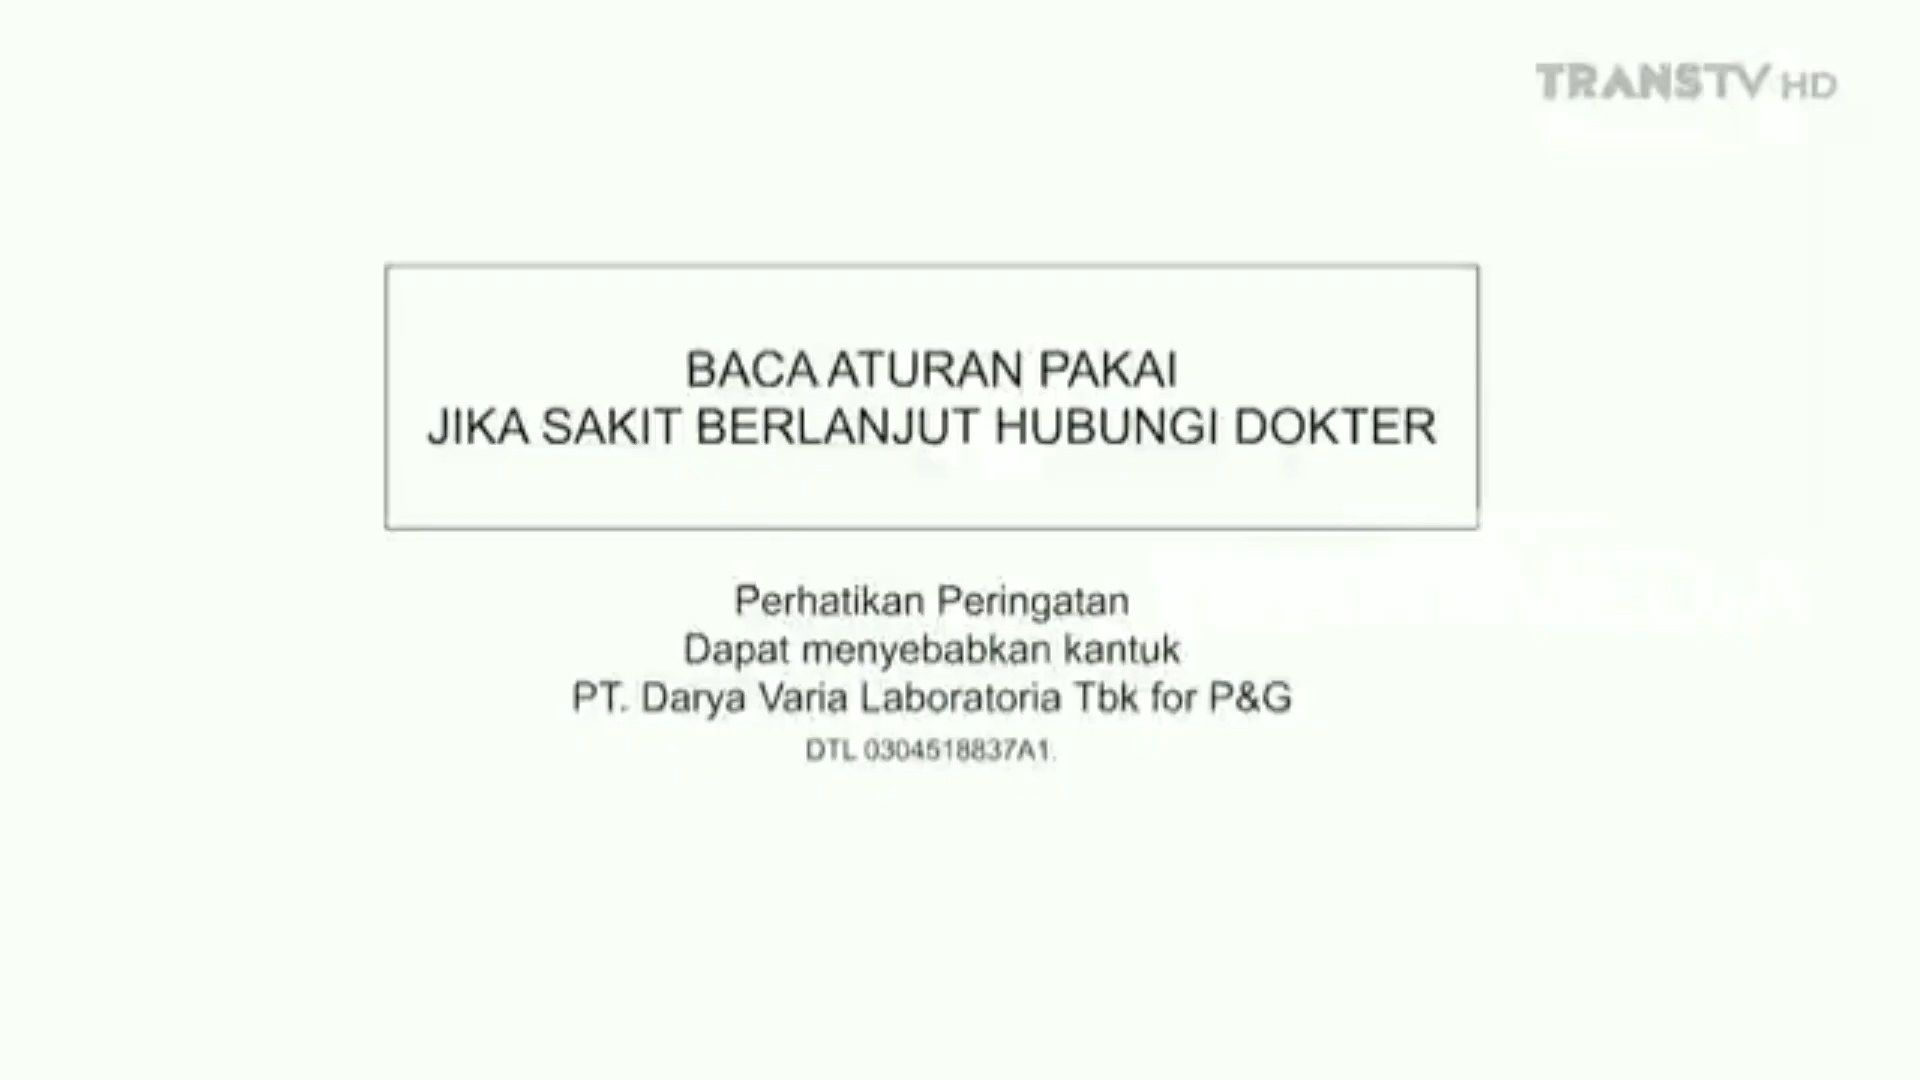 TRANSTV HD
BACA ATURAN PAKAI
JIKA SAKIT BERLANJUT HUBUNGI DOKTER
Perhatikan Peringatan
Dapat menyebabkan kantuk
PT. Darya Varia Laboratoria Tbk for P&G
DTL 0304518837A1.